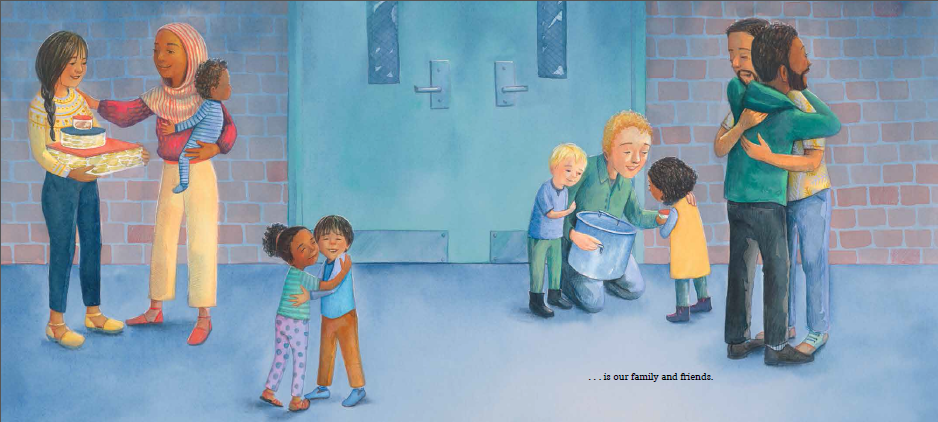 . . . is our family and friends.